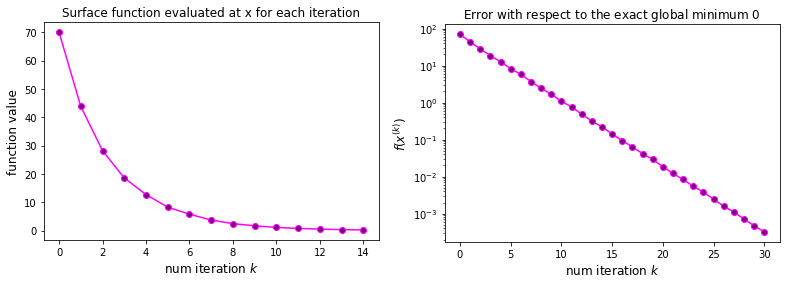 Surface function evaluated at x for each iteration
70
60
50
40
30
20
10
0
function value
0 2 4 6 8 10 12 14
num iteration k
Error with respect to the exact global minimum 0
10²
10¹
10⁰
10⁻¹
10⁻²
10⁻³
f(x⁽ᵏ⁾)
0 5 10 15 20 25 30
num iteration k